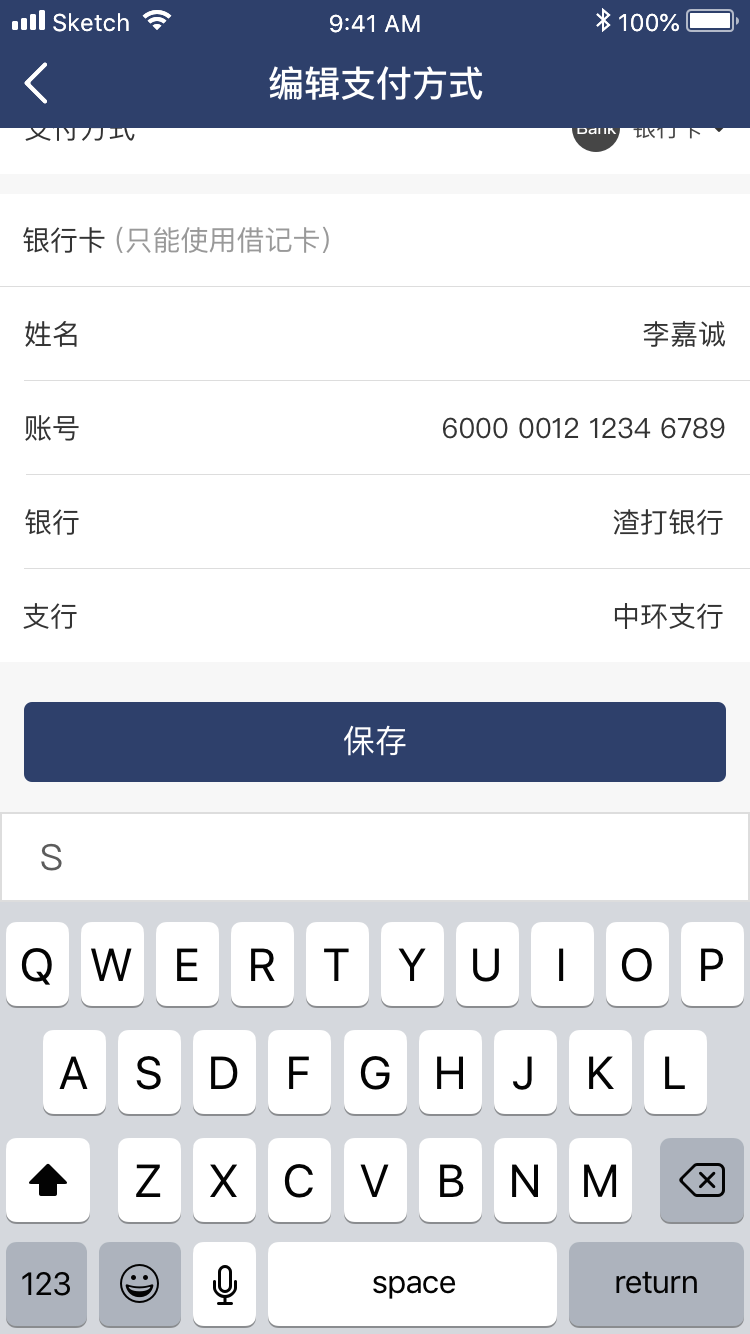 Sketch 9:41 AM 100%
编辑支付方式
支付方式 Bank 银行卡
银行卡 (只能使用借记卡)
姓名 李嘉诚
账号 6000 0012 1234 6789
银行 渣打银行
支行 中环支行
保存
S
Q W E R T Y U I O P
A S D F G H J K L
Z X C V B N M
123 space return